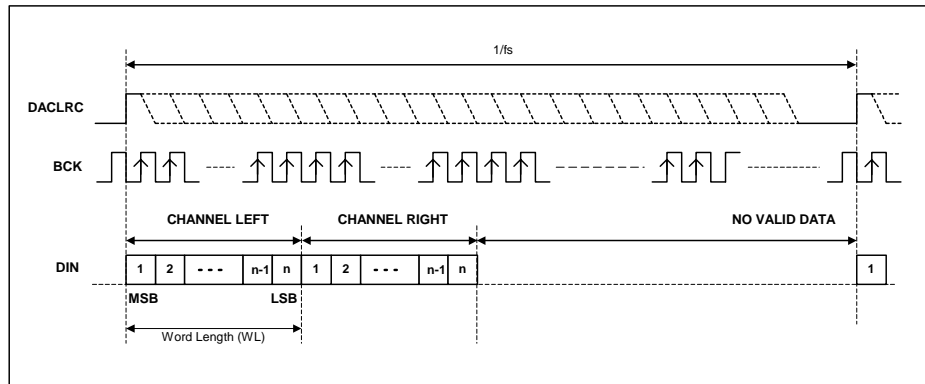 1/fs
DACLRC
BCK
CHANNEL LEFT CHANNEL RIGHT NO VALID DATA
DIN 1 2 - - - n-1 n 1 2 - - - n-1 n 1
MSB LSB
Word Length (WL)